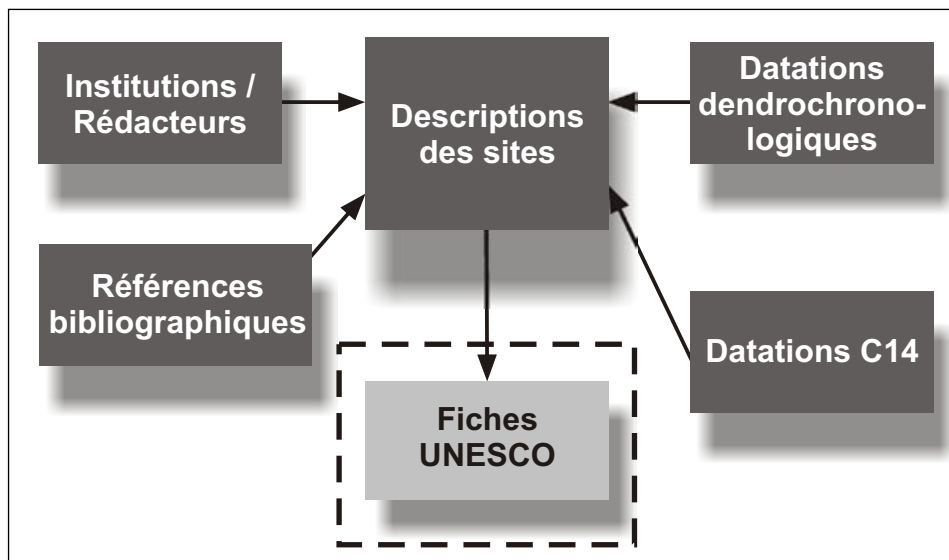 Institutions /
Rédacteurs
Descriptions
des sites
Datations
dendrochrono-
logiques
Références
bibliographiques
Datations C14
Fiches
UNESCO